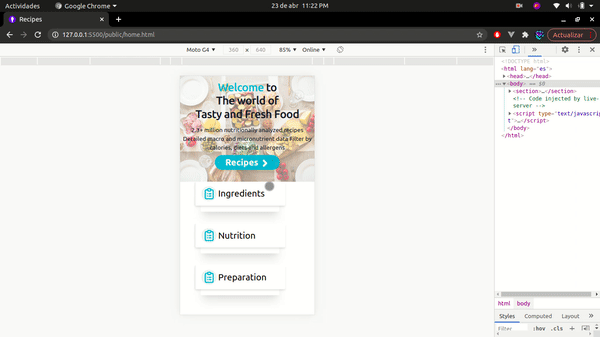 Actividades
Google Chrome
23 de abr 11:22 PM
Recipes
127.0.0.1:5500/public/home.html
Actualizar
Moto G4
360 × 640
85%
Online
Welcome to
The world of
Tasty and Fresh Food
2.3+ million nutritionally analyzed recipes
Detailed macro and micronutrient data Filter by
calories, diets and allergens
Recipes
Ingredients
Nutrition
Preparation
<!DOCTYPE html>
<html lang="es">
<head>…</head>
<body> == $0
<section>…</section>
<!-- Code injected by live-
server -->
<script type="text/javascrip
t">…</script>
</body>
</html>
html body
Styles Computed Layout »
Filter :hov .cls +